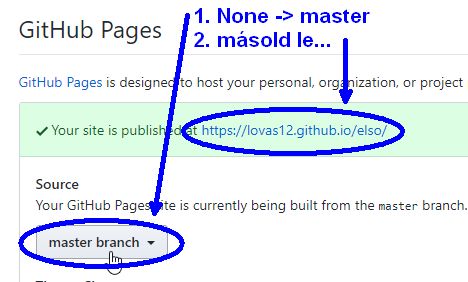 1. None -> master
2. másold le...
GitHub Pages
GitHub Pages is designed to host your personal, organization, or project
✓ Your site is published at https://lovas12.github.io/elso/
Source
Your GitHub Pages site is currently being built from the master branch.
master branch